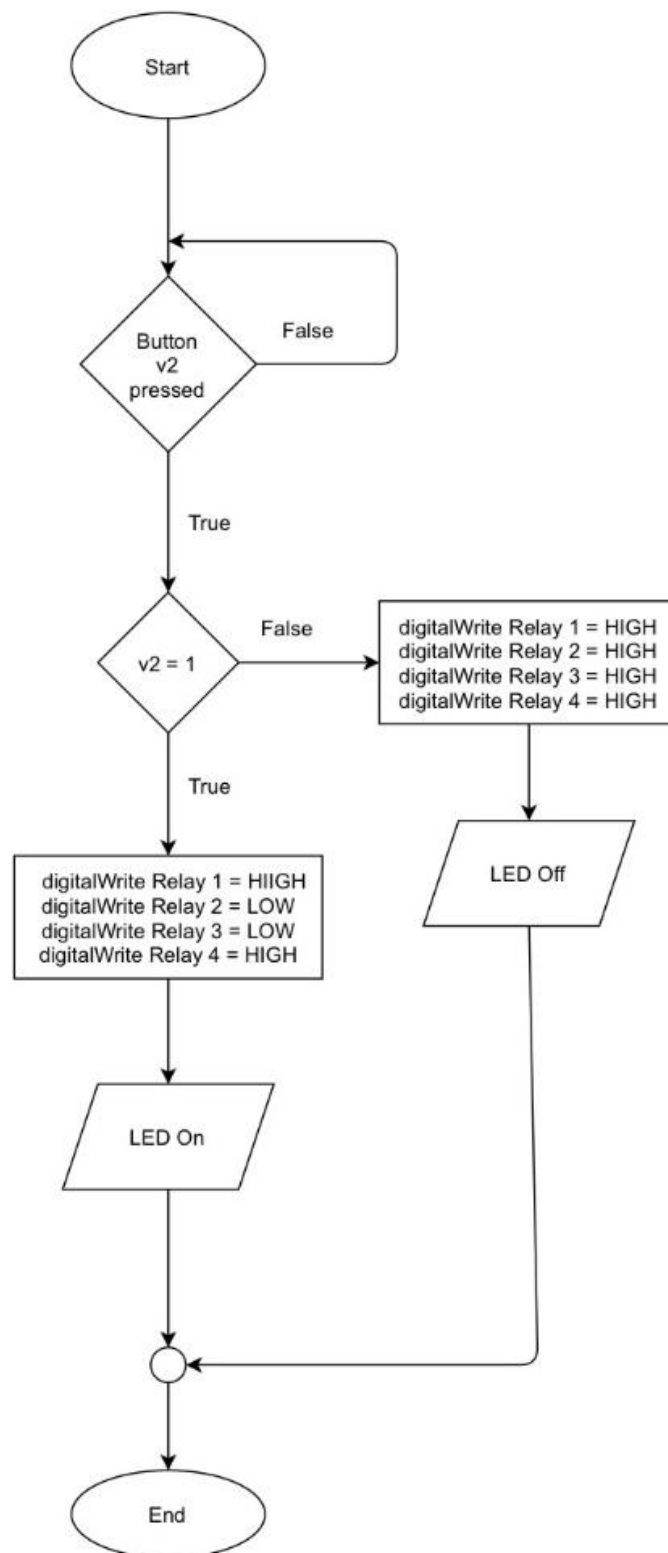 Start
Button
v2
pressed
False
True
v2 = 1
False
digitalWrite Relay 1 = HIGH
digitalWrite Relay 2 = HIGH
digitalWrite Relay 3 = HIGH
digitalWrite Relay 4 = HIGH
True
LED Off
digitalWrite Relay 1 = HIIGH
digitalWrite Relay 2 = LOW
digitalWrite Relay 3 = LOW
digitalWrite Relay 4 = HIGH
LED On
End